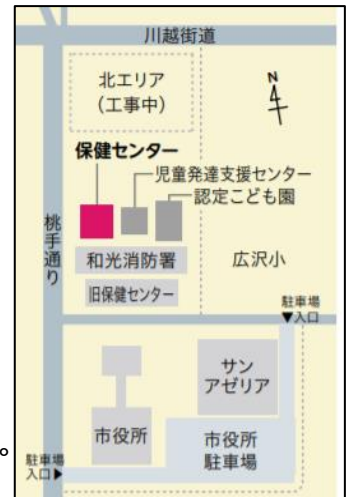 川越街道
北エリア
(工事中)
N
保健センター
児童発達支援センター
認定こども園
桃手通り
和光消防署
広沢小
旧保健センター
駐車場
▼入口
サン
アゼリア
市役所
市役所
駐車場
駐車場
入口▶
。